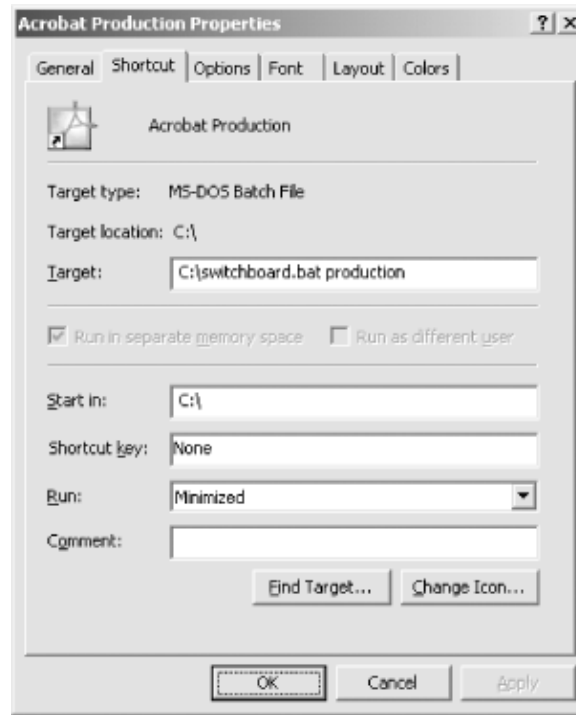 Acrobat Production Properties ? ×
General Shortcut Options Font Layout Colors
Acrobat Production
Target type: MS-DOS Batch File
Target location: C:\
Target: C:\switchboard.bat production
Run in separate memory space Run as different user
Start in: C:\
Shortcut key: None
Run: Minimized
Comment:
Find Target... Change Icon...
OK Cancel Apply